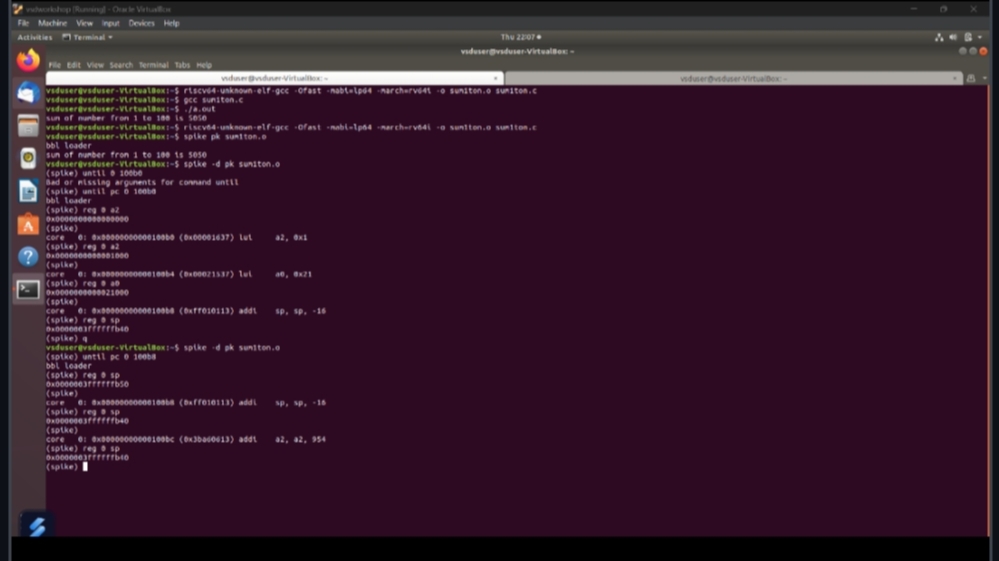 vsdworkshop [Running] - Oracle VirtualBox
File Machine View Input Devices Help
Activities Terminal Thu 22:07
vsduser@vsduser-VirtualBox: ~
File Edit View Search Terminal Tabs Help
vsduser@vsduser-VirtualBox: ~ vsduser@vsduser-VirtualBox: ~
vsduser@vsduser-VirtualBox:~$ riscv64-unknown-elf-gcc -Ofast -mabi=lp64 -march=rv64i -o sum1ton.o sum1ton.c
vsduser@vsduser-VirtualBox:~$ gcc sum1ton.c
vsduser@vsduser-VirtualBox:~$ ./a.out
sum of number from 1 to 100 is 5050
vsduser@vsduser-VirtualBox:~$ riscv64-unknown-elf-gcc -Ofast -mabi=lp64 -march=rv64i -o sum1ton.o sum1ton.c
vsduser@vsduser-VirtualBox:~$ spike pk sum1ton.o
bbl loader
sum of number from 1 to 100 is 5050
vsduser@vsduser-VirtualBox:~$ spike -d pk sum1ton.o
(spike) until 0 100b0
Bad or missing arguments for command until
(spike) until pc 0 100b0
bbl loader
(spike) reg 0 a2
0x0000000000000000
(spike)
core 0: 0x00000000000100b0 (0x00001637) lui a2, 0x1
(spike) reg 0 a2
0x0000000000001000
(spike)
core 0: 0x00000000000100b4 (0x00021537) lui a0, 0x21
(spike) reg 0 a0
0x0000000000021000
(spike)
core 0: 0x00000000000100b8 (0xff010113) addi sp, sp, -16
(spike) reg 0 sp
0x0000003ffffffb40
(spike) q
vsduser@vsduser-VirtualBox:~$ spike -d pk sum1ton.o
(spike) until pc 0 100b8
bbl loader
(spike) reg 0 sp
0x0000003ffffffb50
(spike)
core 0: 0x00000000000100b8 (0xff010113) addi sp, sp, -16
(spike) reg 0 sp
0x0000003ffffffb40
(spike)
core 0: 0x00000000000100bc (0x3ba60613) addi a2, a2, 954
(spike) reg 0 sp
0x0000003ffffffb40
(spike)